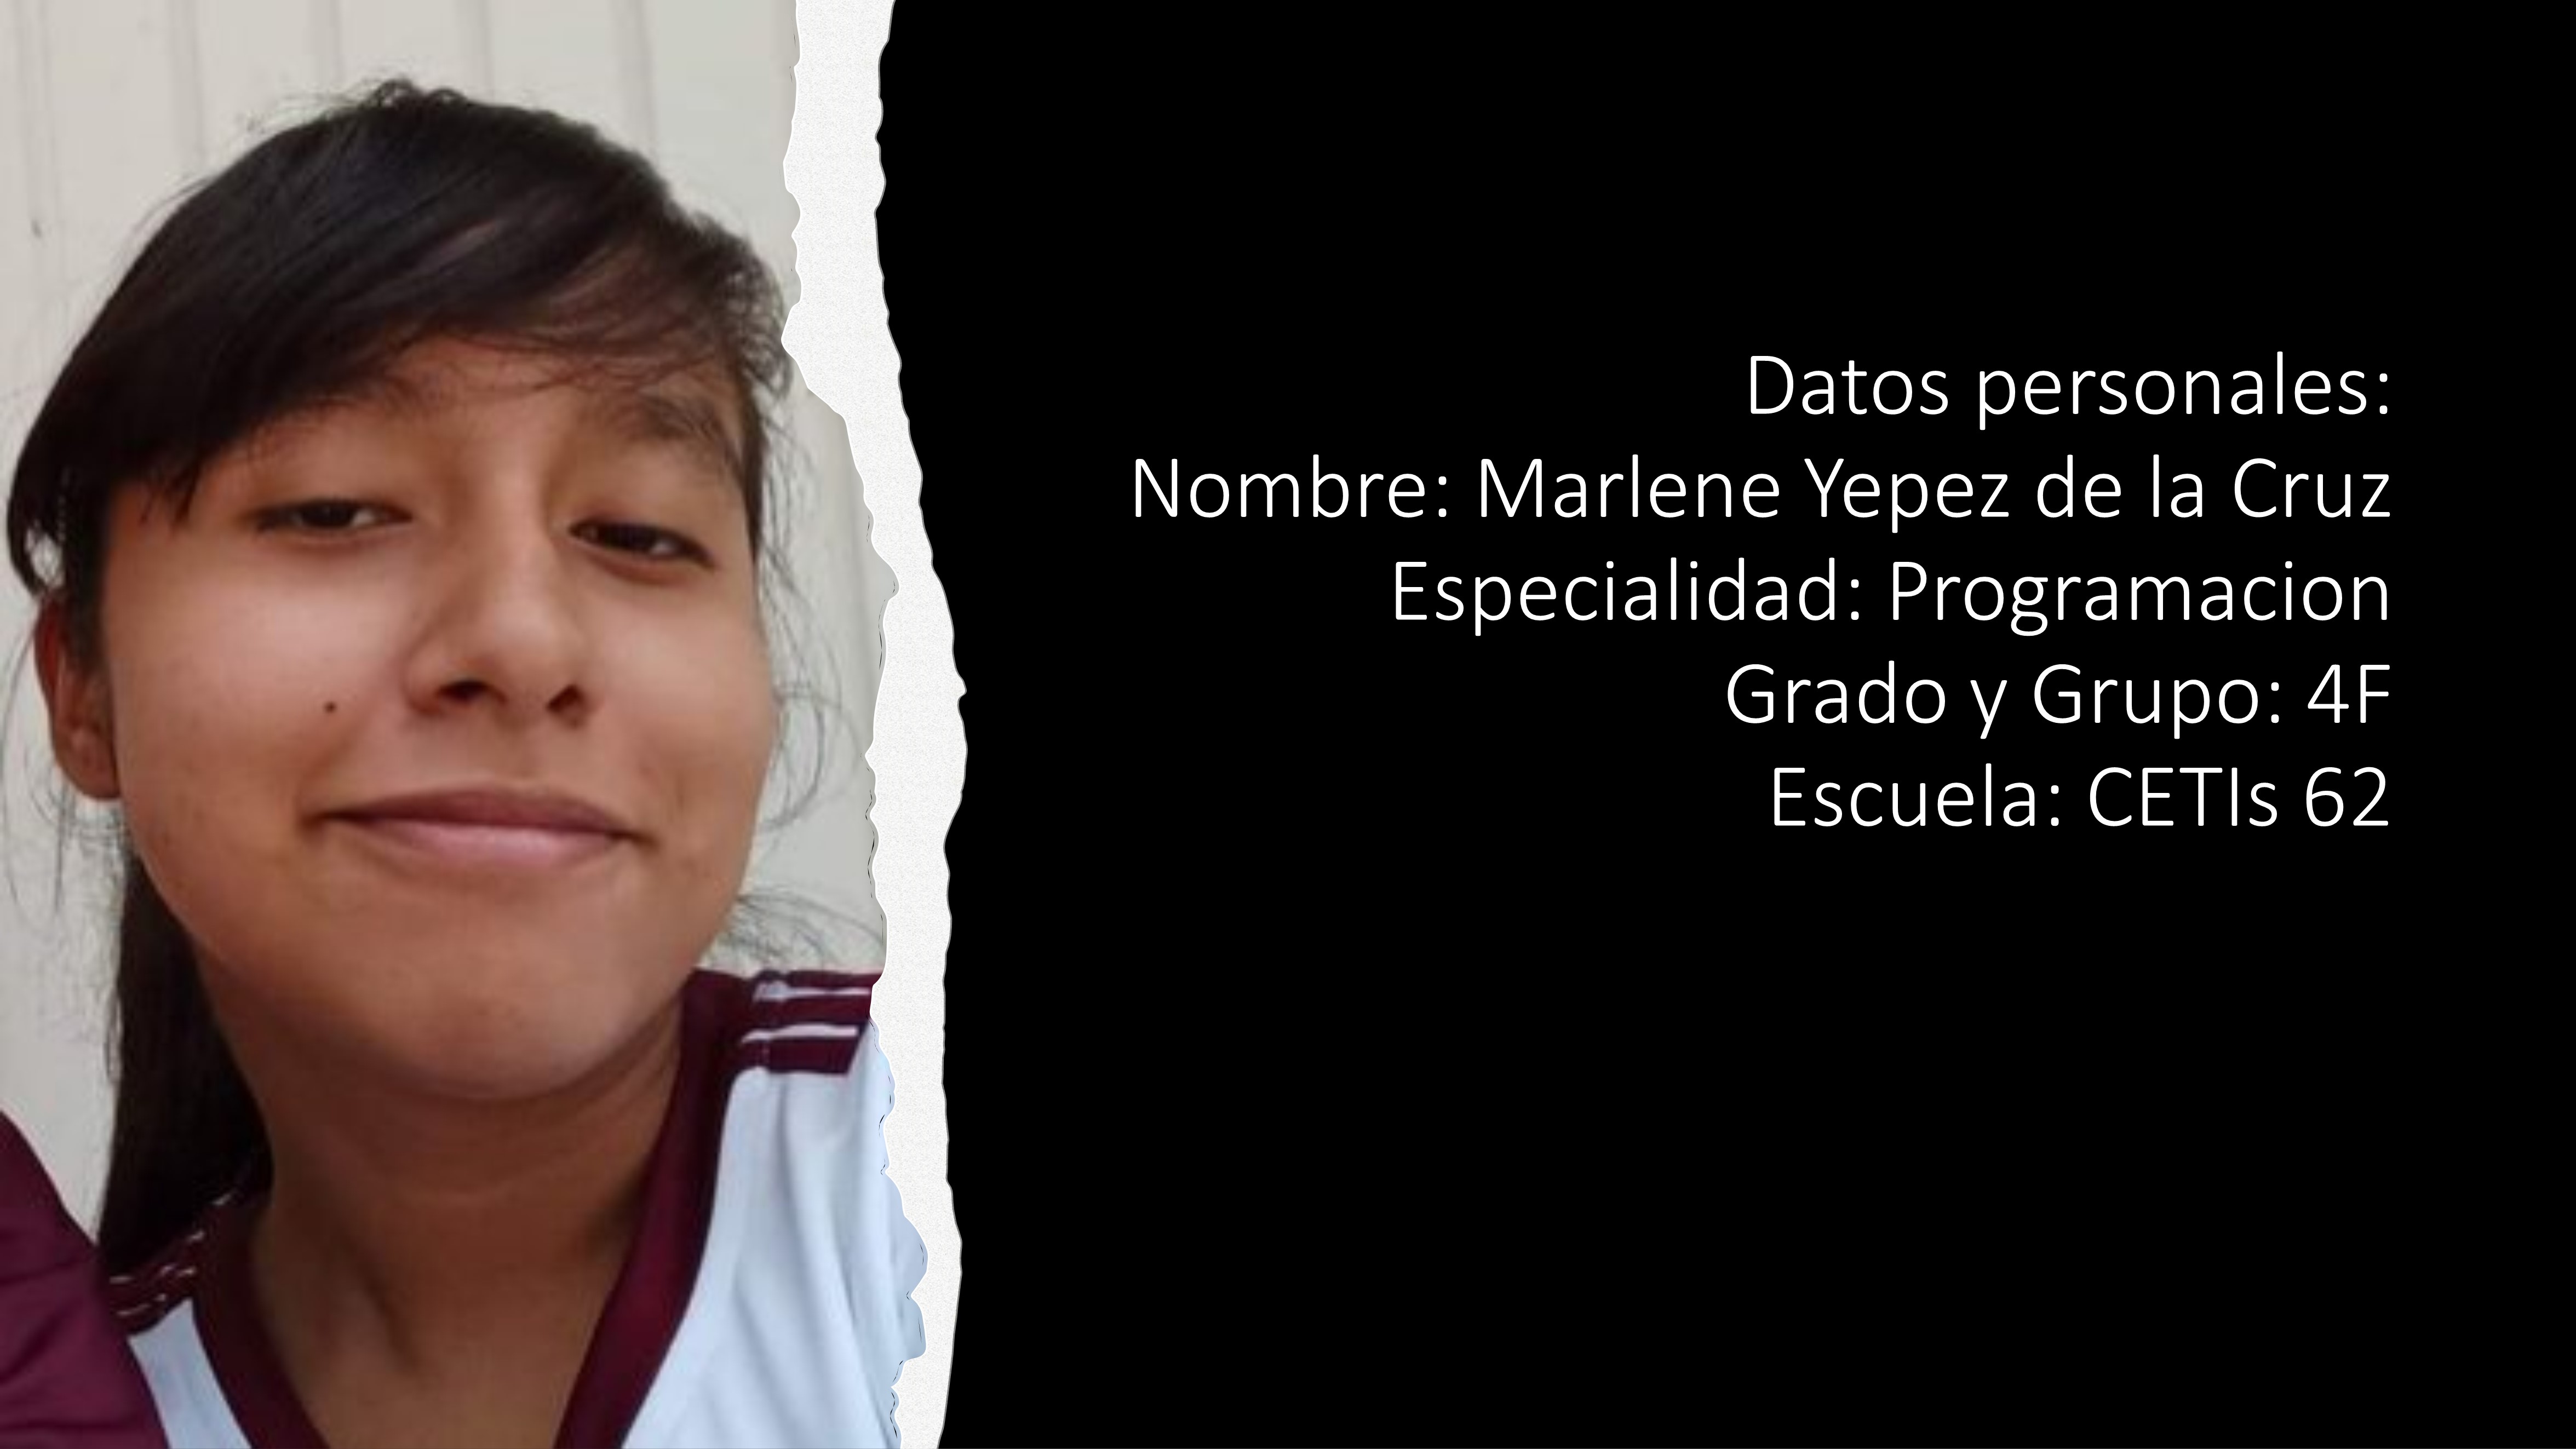 Datos personales:
Nombre: Marlene Yepez de la Cruz
Especialidad: Programacion
Grado y Grupo: 4F
Escuela: CETIs 62